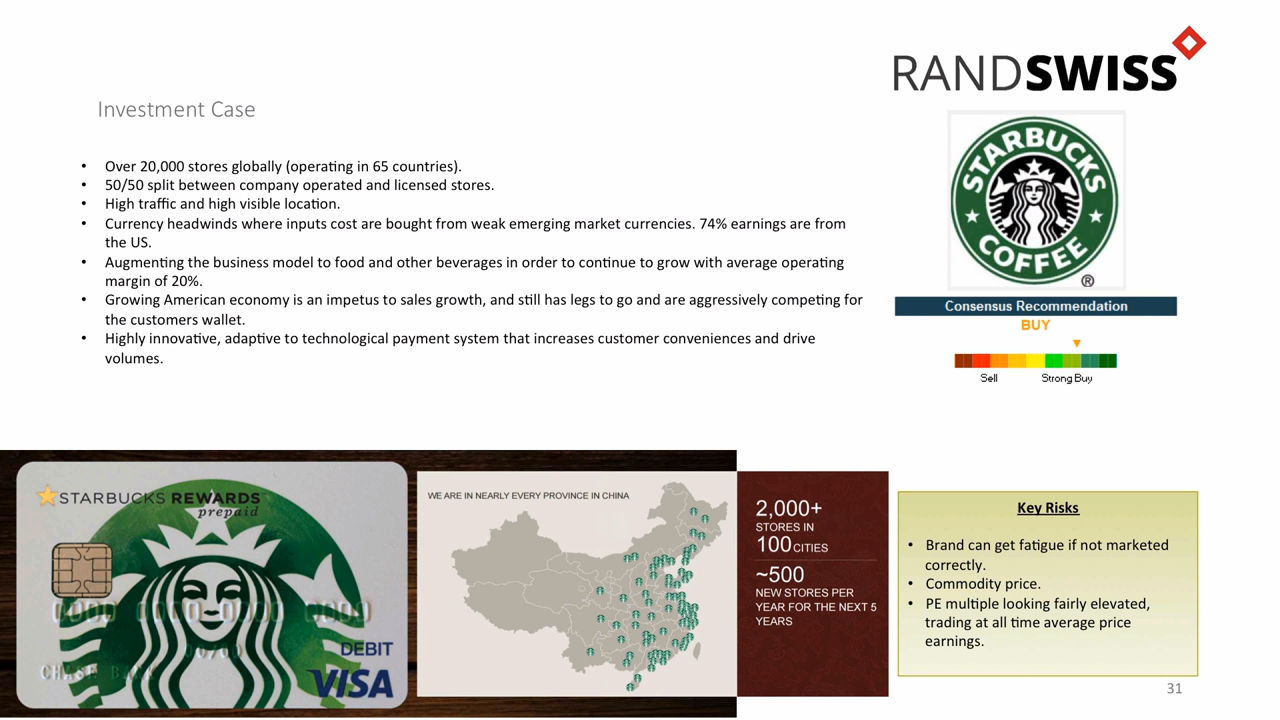 RANDSWISS
Investment Case
• Over 20,000 stores globally (operating in 65 countries).
• 50/50 split between company operated and licensed stores.
• High traffic and high visible location.
• Currency headwinds where inputs cost are bought from weak emerging market currencies. 74% earnings are from
the US.
• Augmenting the business model to food and other beverages in order to continue to grow with average operating
margin of 20%.
• Growing American economy is an impetus to sales growth, and still has legs to go and are aggressively competing for
the customers wallet.
• Highly innovative, adaptive to technological payment system that increases customer conveniences and drive
volumes.
STARBUCKS
COFFEE
®
Consensus Recommendation
BUY
Sell Strong Buy
STARBUCKS REWARDS
prepaid
0000 0000 0000 0000
00/00
CHASE BANK
DEBIT
VISA
WE ARE IN NEARLY EVERY PROVINCE IN CHINA
2,000+
STORES IN
100 CITIES
~500
NEW STORES PER
YEAR FOR THE NEXT 5
YEARS
Key Risks
• Brand can get fatigue if not marketed
correctly.
• Commodity price.
• PE multiple looking fairly elevated,
trading at all time average price
earnings.
31